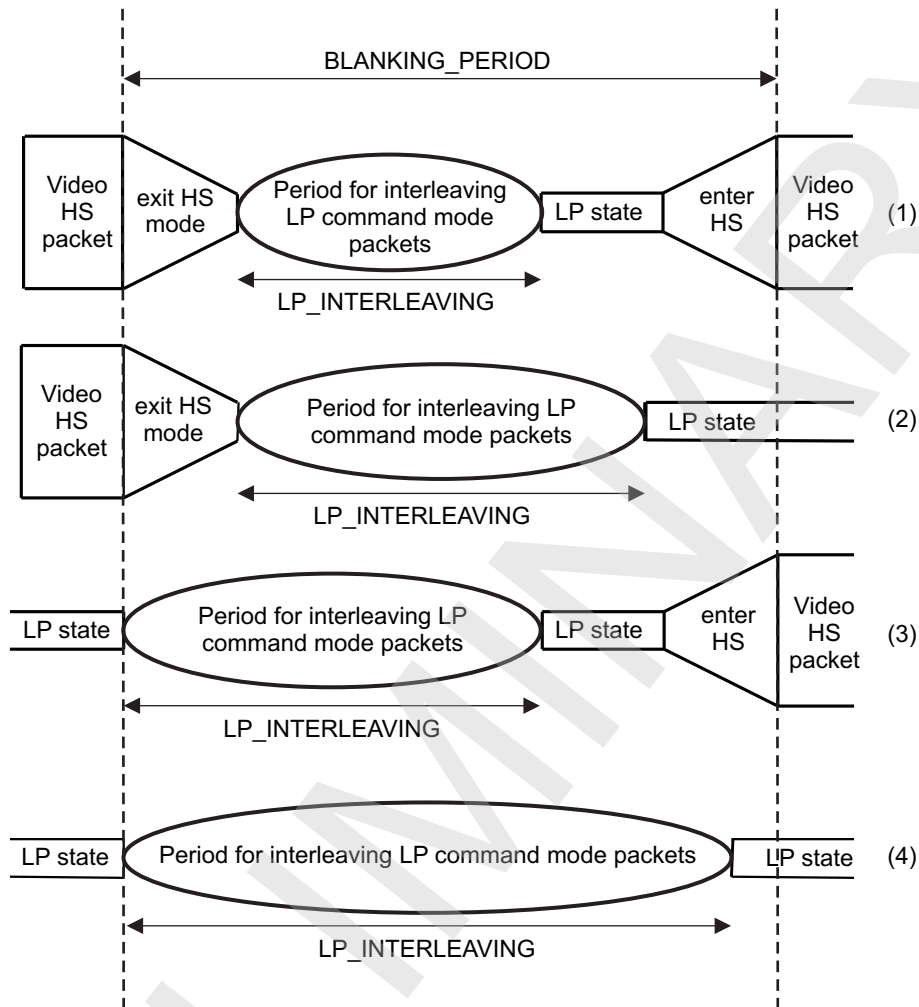 BLANKING_PERIOD
Video
HS
packet
exit HS
mode
Period for interleaving
LP command mode
packets
LP state
enter
HS
Video
HS
packet
(1)
LP_INTERLEAVING
Video
HS
packet
exit HS
mode
Period for interleaving LP
command mode packets
LP state
(2)
LP_INTERLEAVING
LP state
Period for interleaving LP
command mode packets
LP state
enter
HS
Video
HS
packet
(3)
LP_INTERLEAVING
LP state
Period for interleaving LP command mode packets
LP state
(4)
LP_INTERLEAVING
IMINAR